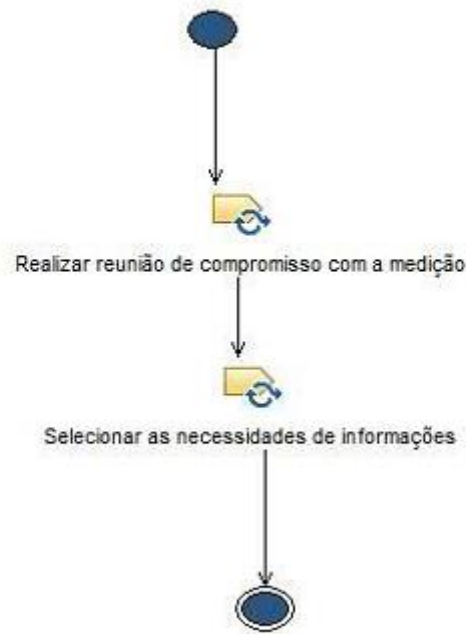 Realizar reunião de compromisso com a medição
Selecionar as necessidades de informações